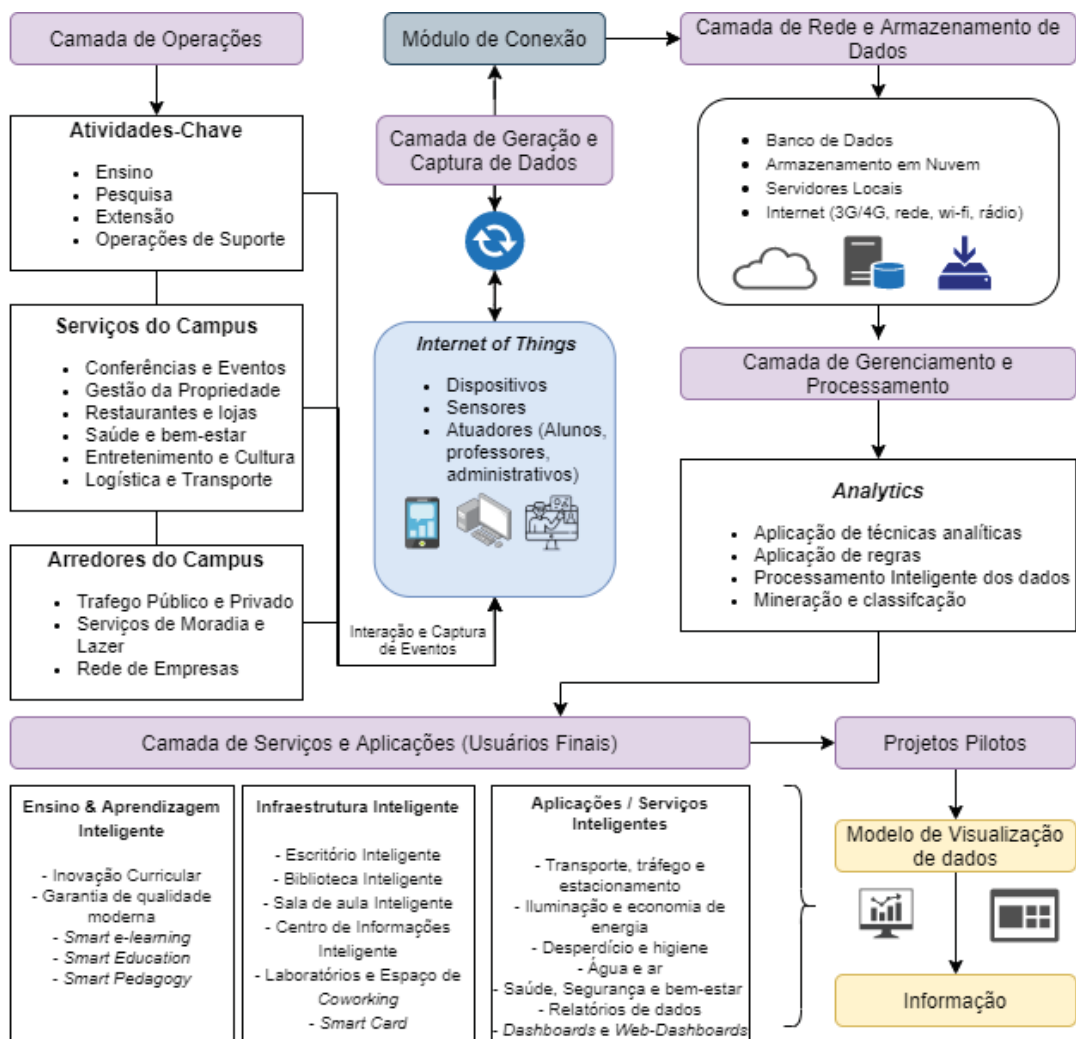 Camada de Operações
Atividades-Chave
• Ensino
• Pesquisa
• Extensão
• Operações de Suporte
Serviços do Campus
• Conferências e Eventos
• Gestão da Propriedade
• Restaurantes e lojas
• Saúde e bem-estar
• Entretenimento e Cultura
• Logística e Transporte
Arredores do Campus
• Trafego Público e Privado
• Serviços de Moradia e
Lazer
• Rede de Empresas
Módulo de Conexão
Camada de Geração e
Captura de Dados
Internet of Things
• Dispositivos
• Sensores
• Atuadores (Alunos,
professores,
administrativos)
Interação e Captura
de Eventos
Camada de Rede e Armazenamento de
Dados
• Banco de Dados
• Armazenamento em Nuvem
• Servidores Locais
• Internet (3G/4G, rede, wi-fi, rádio)
Camada de Gerenciamento e
Processamento
Analytics
• Aplicação de técnicas analíticas
• Aplicação de regras
• Processamento Inteligente dos dados
• Mineração e classifcação
Camada de Serviços e Aplicações (Usuários Finais)
Ensino & Aprendizagem
Inteligente
- Inovação Curricular
- Garantia de qualidade
moderna
- Smart e-learning
- Smart Education
- Smart Pedagogy
Infraestrutura Inteligente
- Escritório Inteligente
- Biblioteca Inteligente
- Sala de aula Inteligente
- Centro de Informações
Inteligente
- Laboratórios e Espaço de
Coworking
- Smart Card
Aplicações / Serviços
Inteligentes
- Transporte, tráfego e
estacionamento
- Iluminação e economia de
energia
- Desperdício e higiene
- Água e ar
- Saúde, Segurança e bem-estar
- Relatórios de dados
- Dashboards e Web-Dashboards
Projetos Pilotos
Modelo de Visualização
de dados
Informação